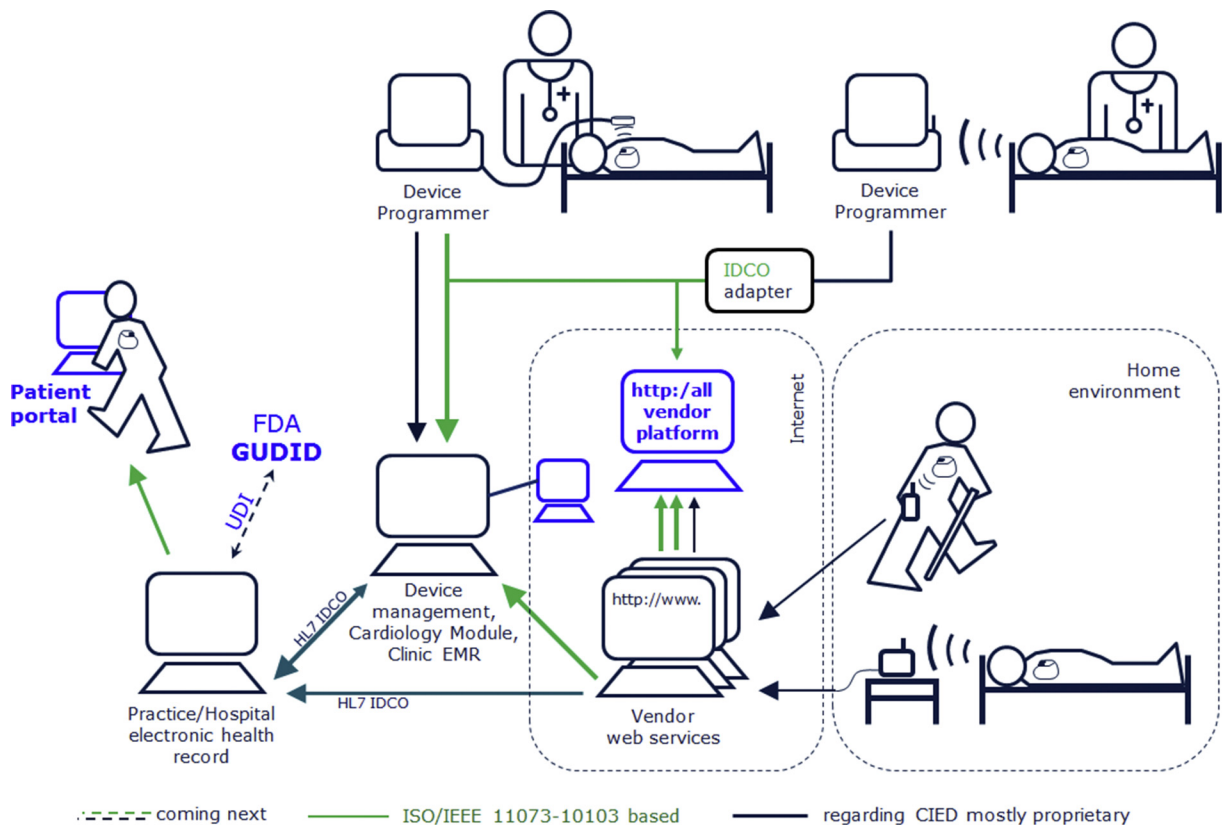 Device
Programmer
Device
Programmer
IDCO
adapter
Patient
portal
FDA
GUDID
UDI
http:/all
vendor
platform
Internet
Home
environment
http://www.
Device
management,
Cardiology Module,
Clinic EMR
HL7 IDCO
HL7 IDCO
Practice/Hospital
electronic health
record
Vendor
web services
coming next
ISO/IEEE 11073-10103 based
regarding CIED mostly proprietary